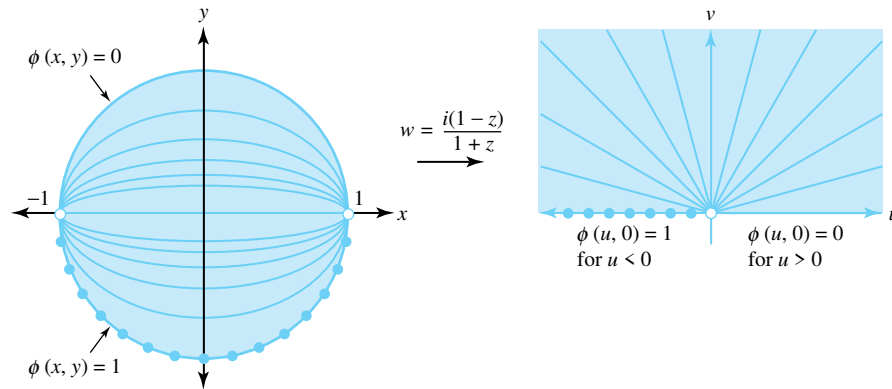 y
ϕ (x, y) = 0
−1
1
x
ϕ (x, y) = 1
w = i(1 − z)
1 + z
v
u
ϕ (u, 0) = 1
for u < 0
ϕ (u, 0) = 0
for u > 0